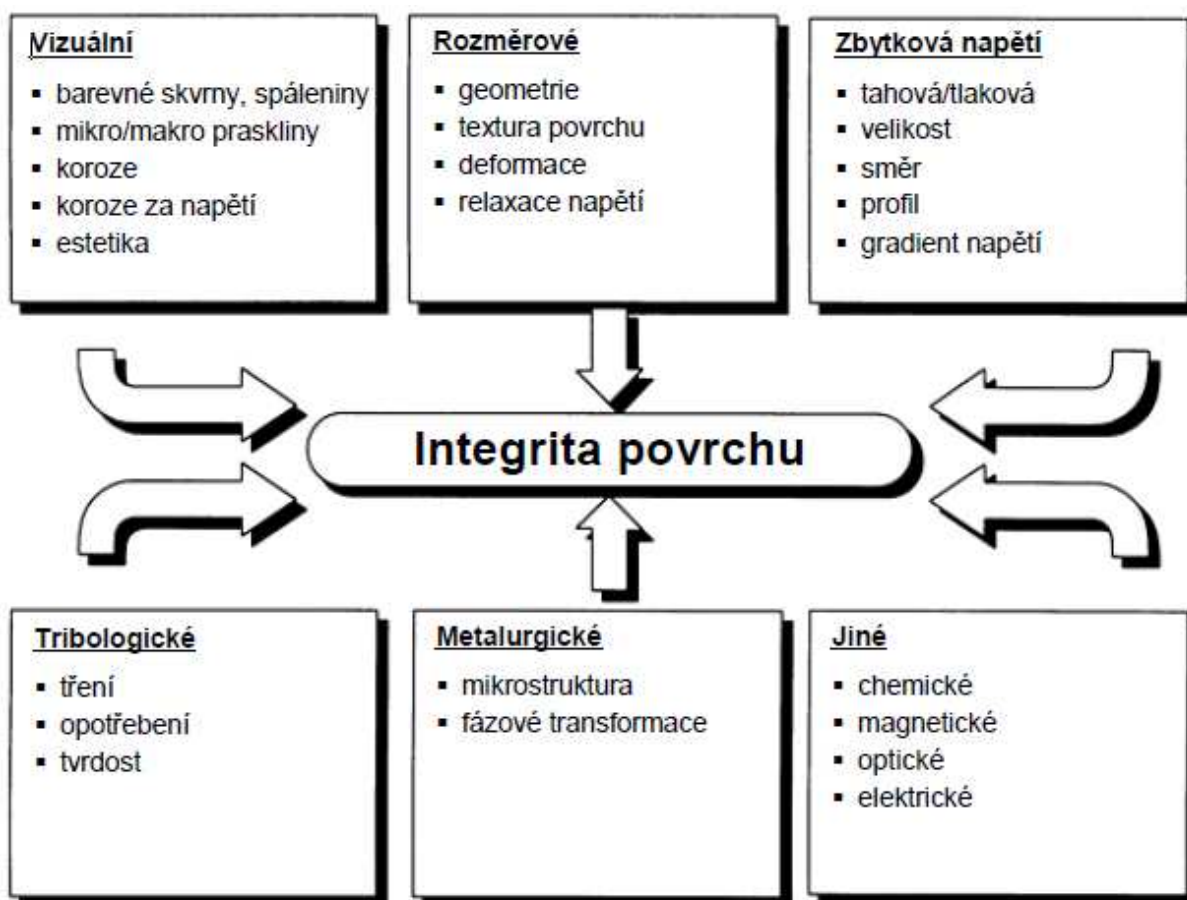 Vizuální
▪ barevné skvrny, spáleniny
▪ mikro/makro praskliny
▪ koroze
▪ koroze za napětí
▪ estetika
Rozměrové
▪ geometrie
▪ textura povrchu
▪ deformace
▪ relaxace napětí
Zbytková napětí
▪ tahová/tlaková
▪ velikost
▪ směr
▪ profil
▪ gradient napětí
Integrita povrchu
Tribologické
▪ tření
▪ opotřebení
▪ tvrdost
Metalurgické
▪ mikrostruktura
▪ fázové transformace
Jiné
▪ chemické
▪ magnetické
▪ optické
▪ elektrické